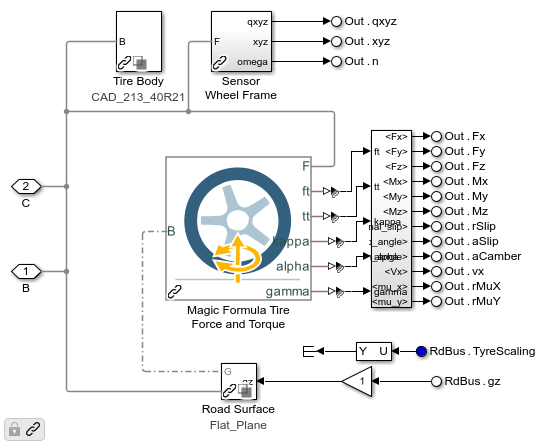 qxyz
Out . qxyz
B
F
xyz
Out . xyz
omega
Out . n
Tire Body
Sensor
Wheel Frame
CAD_213_40R21
<Fx>
Out . Fx
ft
<Fy>
Out . Fy
F
<Fz>
Out . Fz
2
C
ft
tt
<Mx>
Out . Mx
<My>
Out . My
tt
<Mz>
Out . Mz
kappa
nal_slip>
Out . rSlip
B
kappa
_angle>
Out . aSlip
alpha
Out . aCamber
1
B
alpha
<Vx>
Out . vx
gamma
<mu_x>
Out . rMuX
gamma
<mu_y>
Out . rMuY
Magic Formula Tire
Force and Torque
Y U
RdBus . TyreScaling
G
gz
1
RdBus . gz
Road Surface
Flat_Plane